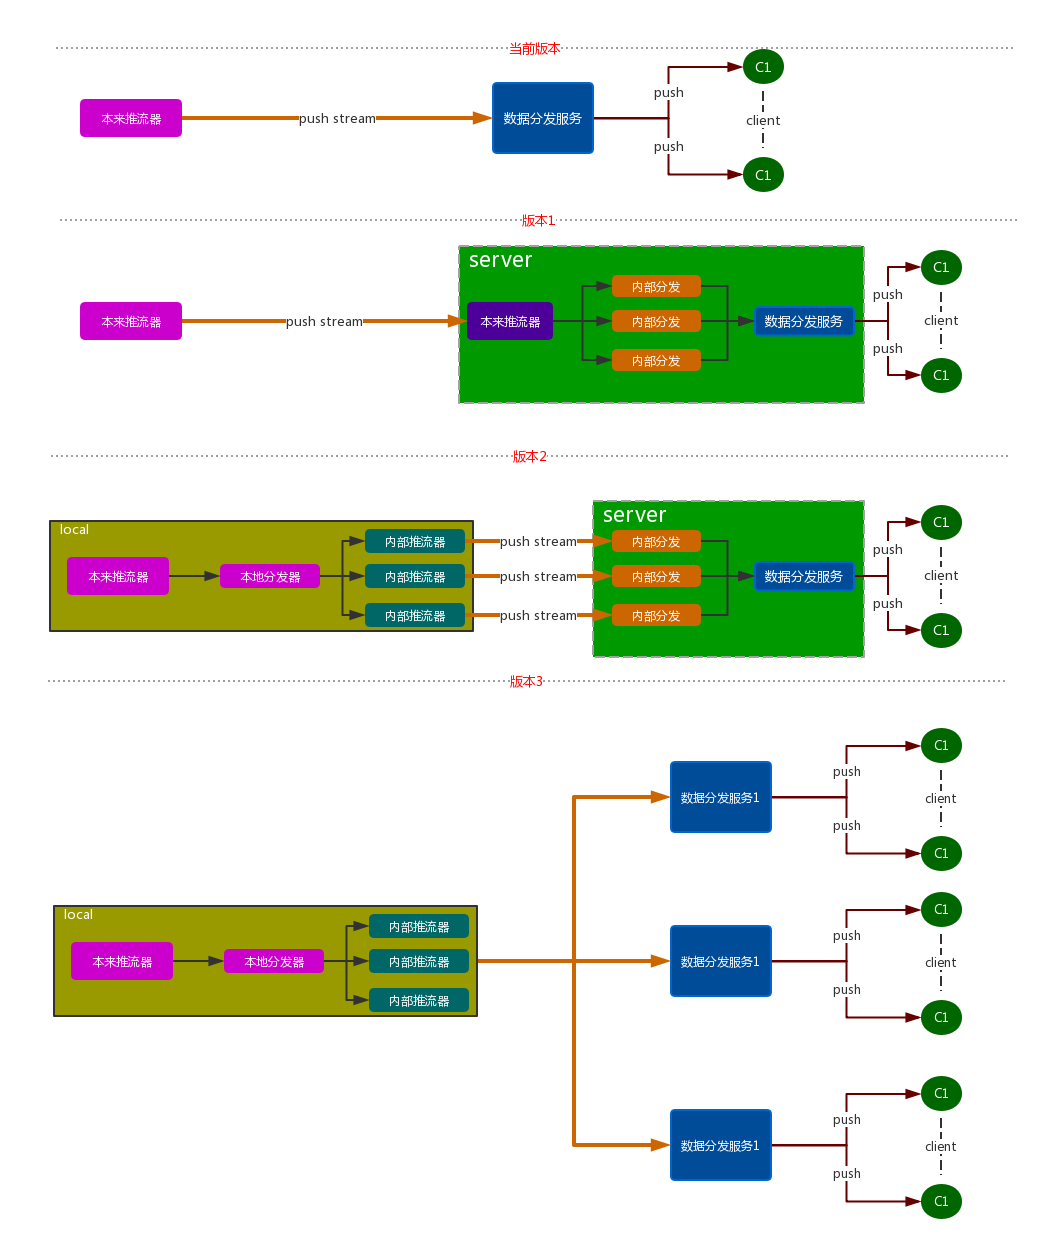 当前版本
C1
push
本来推流器
push stream
数据分发服务
client
push
C1
版本1
server
C1
内部分发
push
本来推流器
push stream
本来推流器
内部分发
数据分发服务
client
push
内部分发
C1
版本2
server
C1
local
内部推流器
push stream
内部分发
push
本来推流器
本地分发器
内部推流器
push stream
内部分发
数据分发服务
client
push
内部推流器
push stream
内部分发
C1
版本3
C1
push
数据分发服务1
client
push
C1
local
C1
内部推流器
push
本来推流器
本地分发器
内部推流器
数据分发服务1
client
push
内部推流器
C1
C1
push
数据分发服务1
client
push
C1